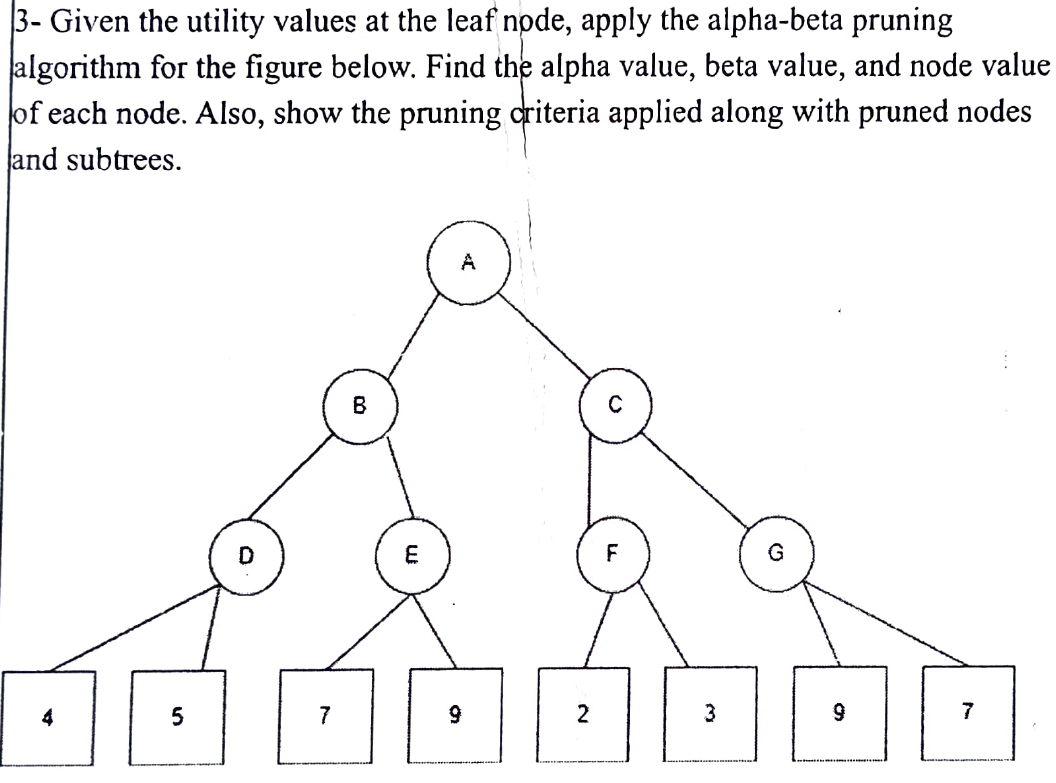 3- Given the utility values at the leaf node, apply the alpha-beta pruning
algorithm for the figure below. Find the alpha value, beta value, and node value
of each node. Also, show the pruning criteria applied along with pruned nodes
and subtrees.
A
B C
D E F G
4 5 7 9 2 3 9 7